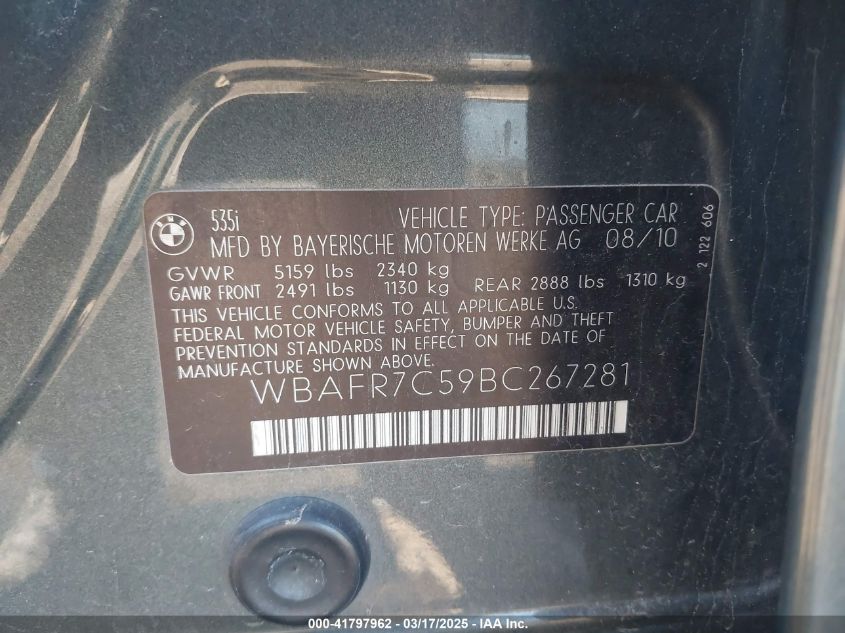 BMW
535i VEHICLE TYPE: PASSENGER CAR
MFD BY BAYERISCHE MOTOREN WERKE AG 08/10
GVWR 5159 lbs 2340 kg
GAWR FRONT 2491 lbs 1130 kg REAR 2888 lbs 1310 kg
THIS VEHICLE CONFORMS TO ALL APPLICABLE U.S.
FEDERAL MOTOR VEHICLE SAFETY, BUMPER AND THEFT
PREVENTION STANDARDS IN EFFECT ON THE DATE OF
MANUFACTURE SHOWN ABOVE.
WBAFR7C59BC267281
2 122 606
000-41797962 - 03/17/2025 - IAA Inc.